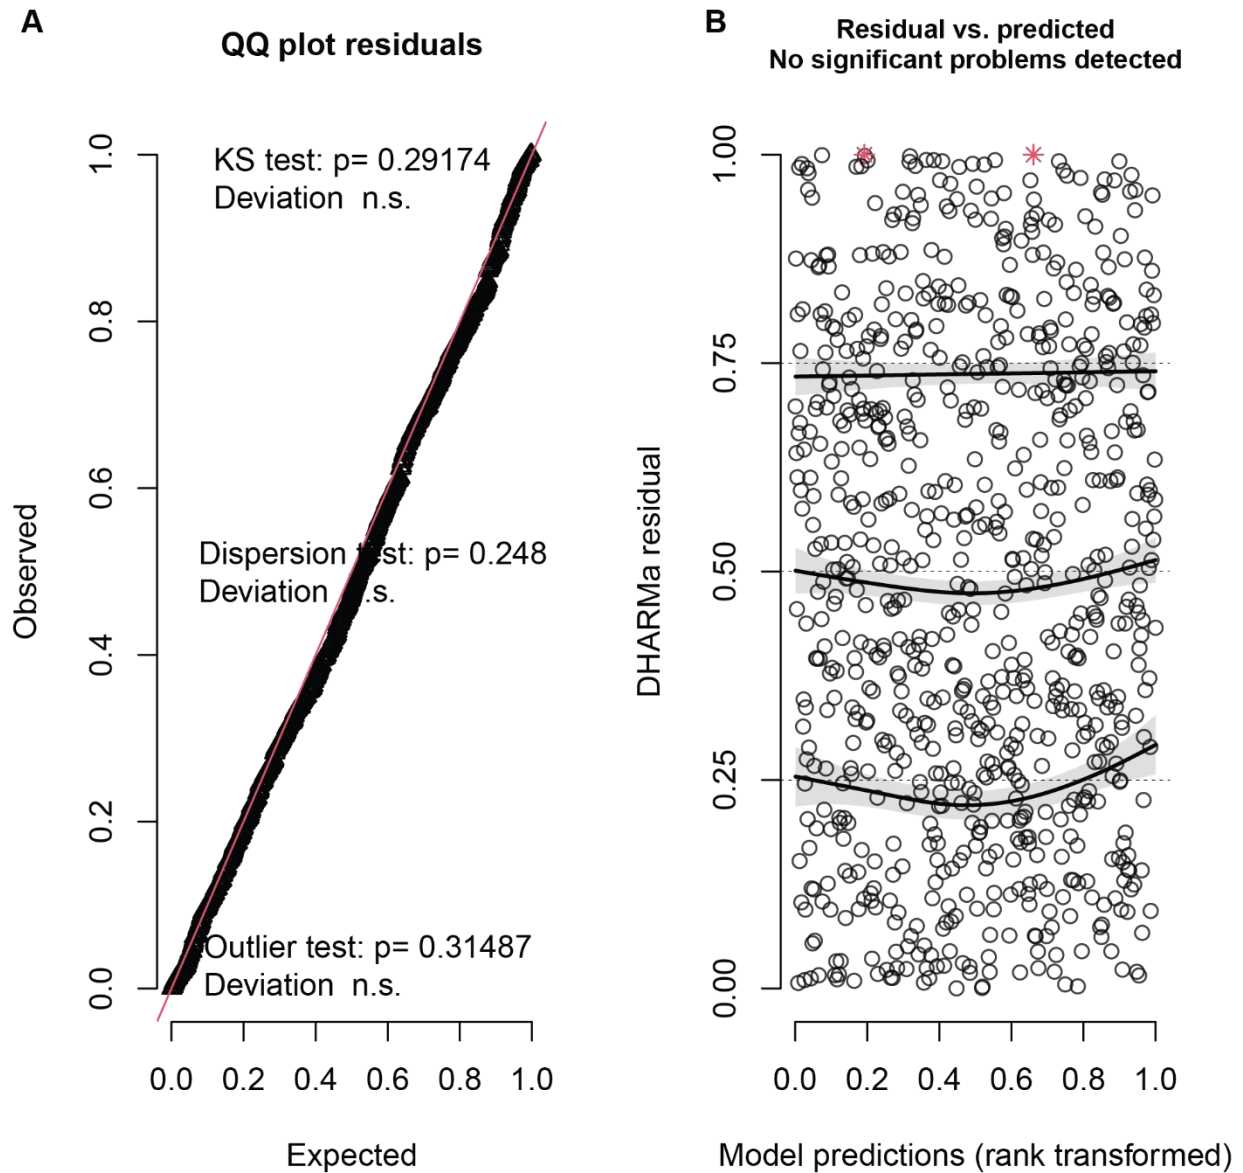 A
QQ plot residuals
1.0
0.8
0.6
0.4
0.2
0.0
Observed
KS test: p= 0.29174
Deviation n.s.
Dispersion test: p= 0.248
Deviation n.s.
Outlier test: p= 0.31487
Deviation n.s.
0.0 0.2 0.4 0.6 0.8 1.0
Expected
B
Residual vs. predicted
No significant problems detected
1.00
0.75
0.50
0.25
0.00
DHARMa residual
0.0 0.2 0.4 0.6 0.8 1.0
Model predictions (rank transformed)